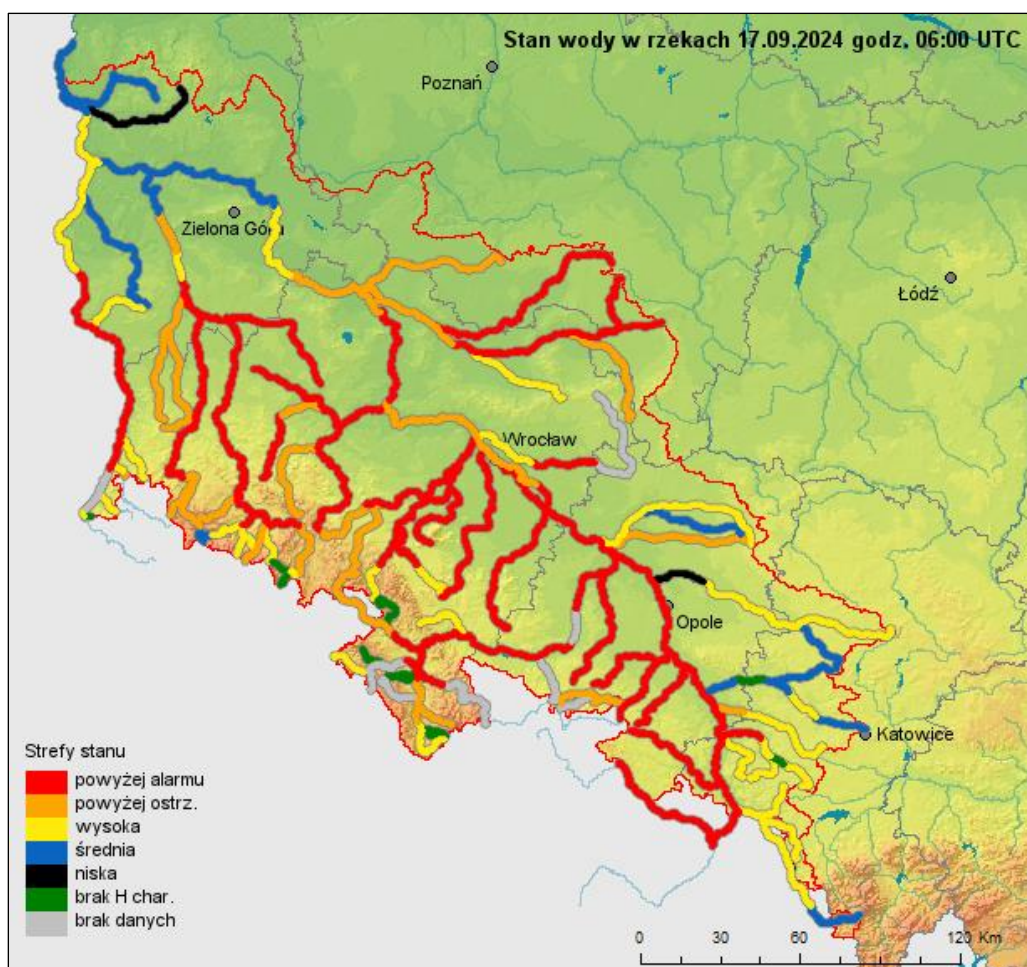 Stan wody w rzekach 17.09.2024 godz. 06:00 UTC
Poznań
Zielona Góra
Łódź
Wrocław
Opole
Katowice
Strefy stanu
powyżej alarmu
powyżej ostrz.
wysoka
średnia
niska
brak H char.
brak danych
0 30 60 120 Km